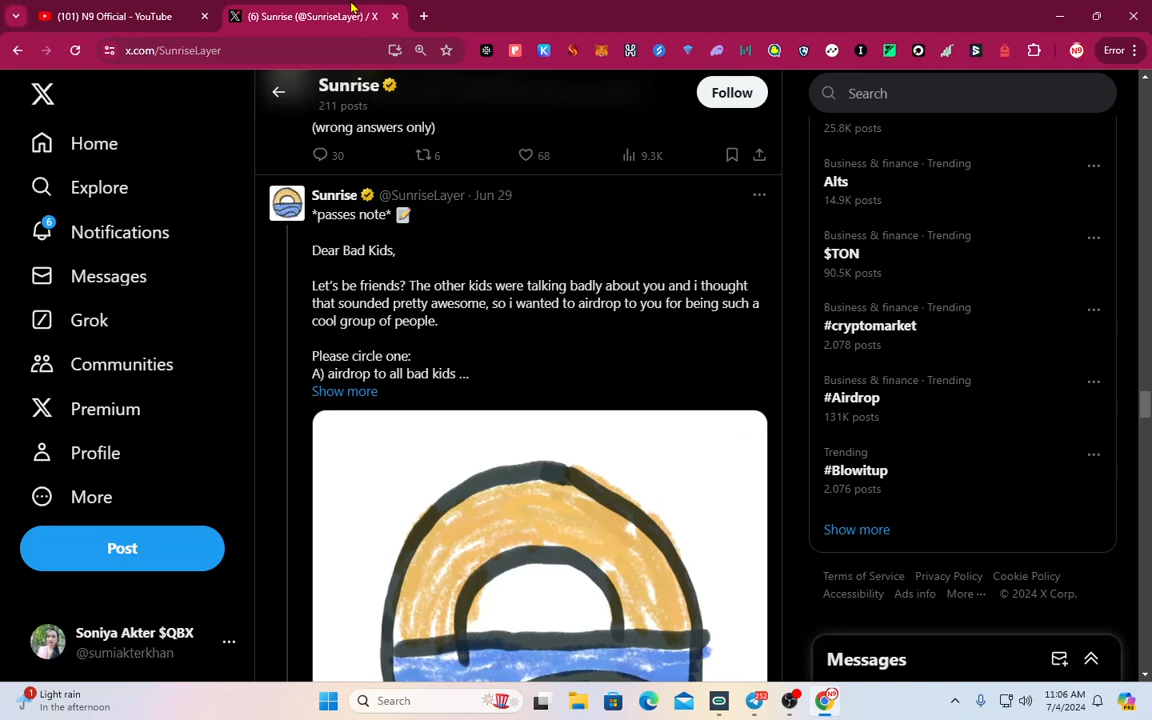 (101) N9 Official - YouTube
(6) Sunrise (@SunriseLayer) / X
x.com/SunriseLayer
Error
Home
Explore
6
Notifications
Messages
Grok
Communities
Premium
Profile
More
Post
Soniya Akter $QBX
@sumiakterkhan
Sunrise
211 posts
Follow
(wrong answers only)
30
6
68
9.3K
Sunrise @SunriseLayer · Jun 29
*passes note*
Dear Bad Kids,
Let's be friends? The other kids were talking badly about you and i thought
that sounded pretty awesome, so i wanted to airdrop to you for being such a
cool group of people.
Please circle one:
A) airdrop to all bad kids ...
Show more
Search
25.8K posts
Business & finance · Trending
Alts
14.9K posts
Business & finance · Trending
$TON
90.5K posts
Business & finance · Trending
#cryptomarket
2,078 posts
Business & finance · Trending
#Airdrop
131K posts
Trending
#Blowitup
2,076 posts
Show more
Terms of Service Privacy Policy Cookie Policy
Accessibility Ads info More ··· © 2024 X Corp.
Messages
1
Light rain
In the afternoon
Search
252
N9
11:06 AM
7/4/2024
PRE